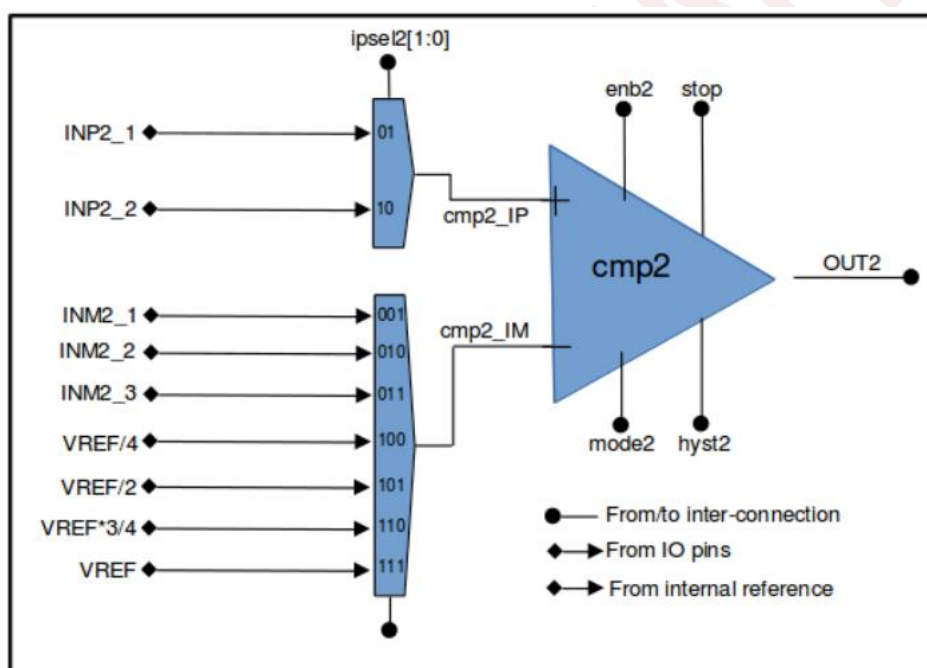 ipsel2[1:0]
enb2
stop
INP2_1
01
INP2_2
10
cmp2_IP
cmp2
OUT2
INM2_1
001
cmp2_IM
INM2_2
010
INM2_3
011
VREF/4
100
mode2
hyst2
VREF/2
101
From/to inter-connection
VREF*3/4
110
From IO pins
VREF
111
From internal reference